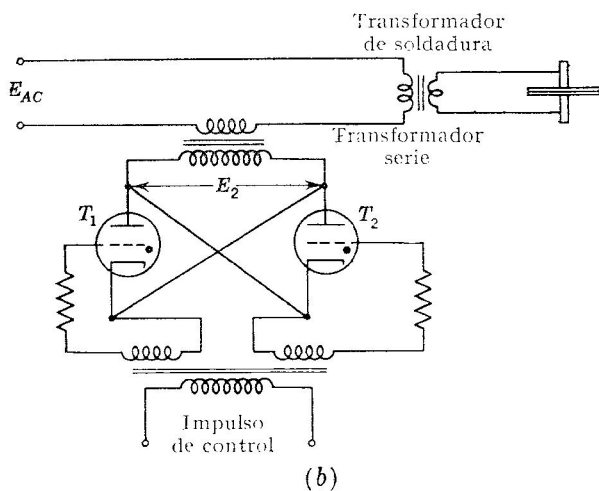 Transformador
de soldadura
E_AC
Transformador
serie
E_2
T_1
T_2
Impulso
de control
(b)